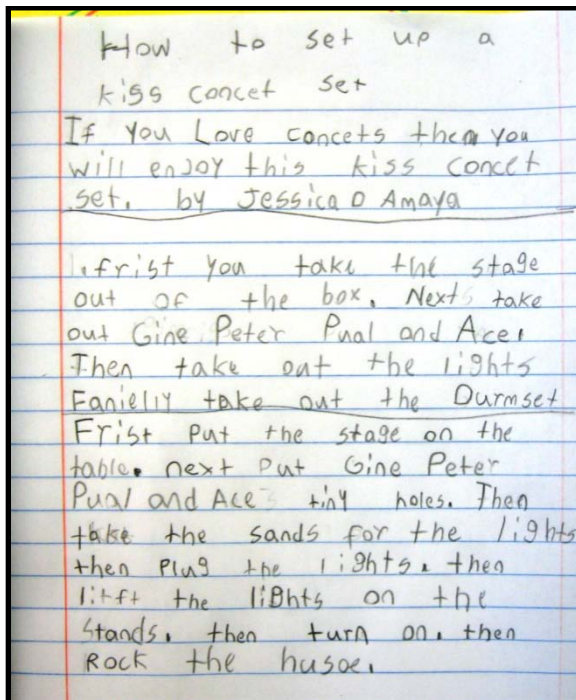 How to set up a
kiss concet set
If you Love concets then you
will enjoy this kiss concet
set. by Jessica D Amaya
1. frist you take the stage
out of the box. Next take
out Gine Peter Pual and Ace.
Then take out the lights
Fanielly take out the Durmset
Frist Put the stage on the
table. next Put Gine Peter
Pual and Ace tiny holes. Then
take the sands for the lights
then Plug the lights. then
litft the lights on the
stands. then turn on. then
Rock the husoe.